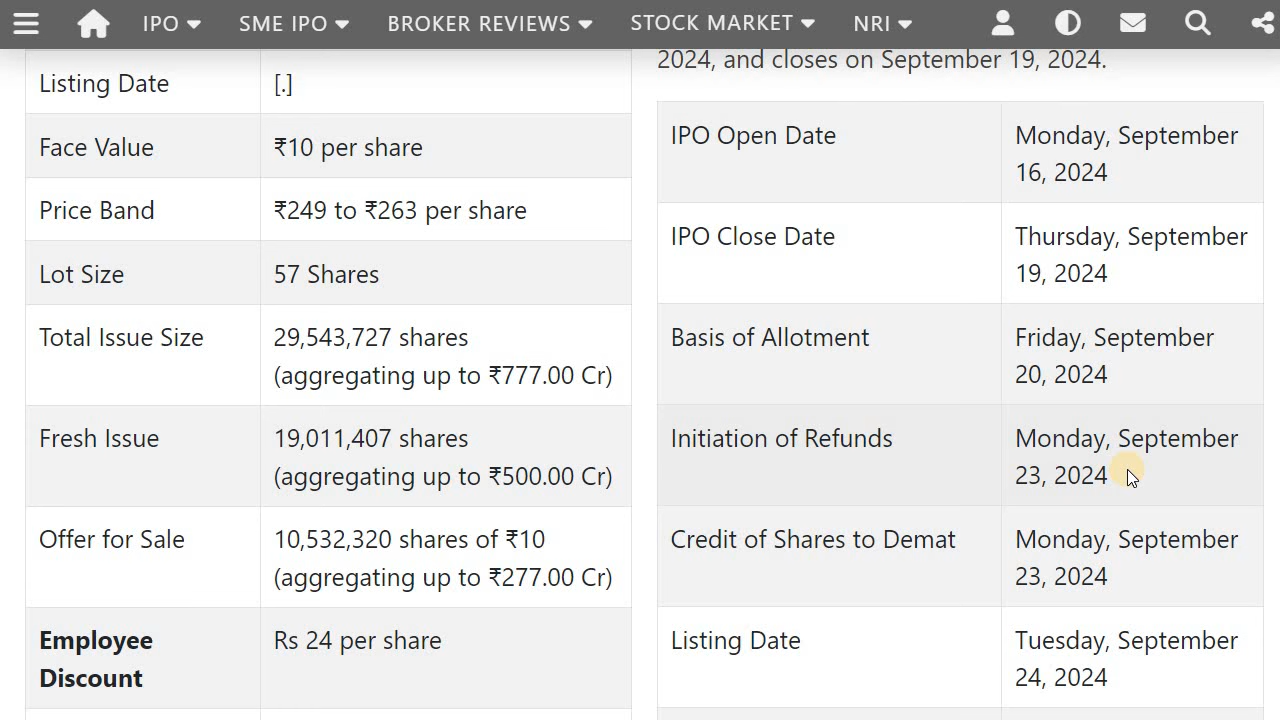 IPO SME IPO BROKER REVIEWS STOCK MARKET NRI
Listing Date [.]
Face Value ₹10 per share
Price Band ₹249 to ₹263 per share
Lot Size 57 Shares
Total Issue Size 29,543,727 shares
(aggregating up to ₹777.00 Cr)
Fresh Issue 19,011,407 shares
(aggregating up to ₹500.00 Cr)
Offer for Sale 10,532,320 shares of ₹10
(aggregating up to ₹277.00 Cr)
Employee Rs 24 per share
Discount
2024, and closes on September 19, 2024.
IPO Open Date Monday, September
16, 2024
IPO Close Date Thursday, September
19, 2024
Basis of Allotment Friday, September
20, 2024
Initiation of Refunds Monday, September
23, 2024
Credit of Shares to Demat Monday, September
23, 2024
Listing Date Tuesday, September
24, 2024